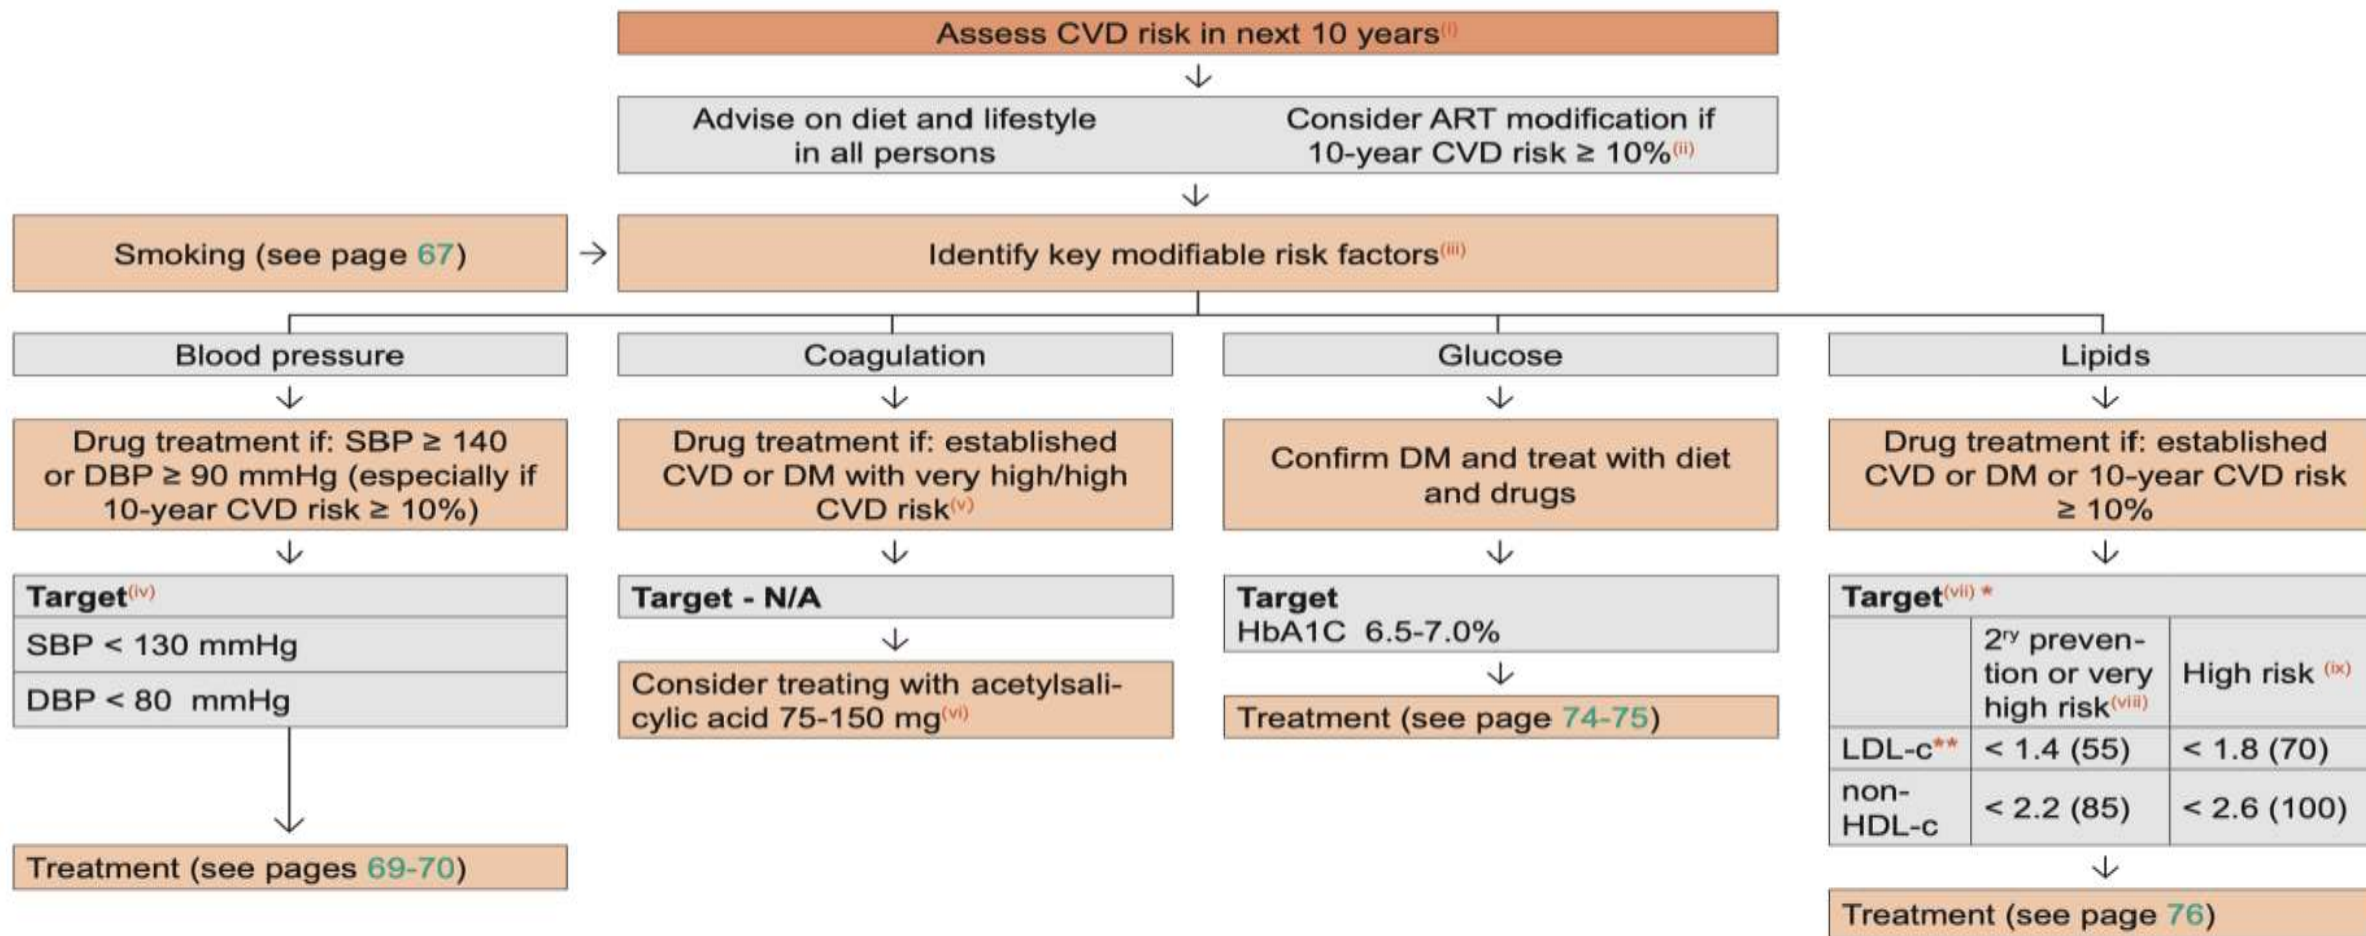 Assess CVD risk in next 10 years(i)
Advise on diet and lifestyle
in all persons
Consider ART modification if
10-year CVD risk ≥ 10%(ii)
Smoking (see page 67)
Identify key modifiable risk factors(iii)
Blood pressure
Drug treatment if: SBP ≥ 140
or DBP ≥ 90 mmHg (especially if
10-year CVD risk ≥ 10%)
Target(iv)
SBP < 130 mmHg
DBP < 80 mmHg
Treatment (see pages 69-70)
Coagulation
Drug treatment if: established
CVD or DM with very high/high
CVD risk(v)
Target - N/A
Consider treating with acetylsali-
cylic acid 75-150 mg(vi)
Glucose
Confirm DM and treat with diet
and drugs
Target
HbA1C 6.5-7.0%
Treatment (see page 74-75)
Lipids
Drug treatment if: established
CVD or DM or 10-year CVD risk
≥ 10%
Target(vii) *
2ry preven-
tion or very
high risk(viii)
High risk (ix)
LDL-c** < 1.4 (55) < 1.8 (70)
non-
HDL-c < 2.2 (85) < 2.6 (100)
Treatment (see page 76)